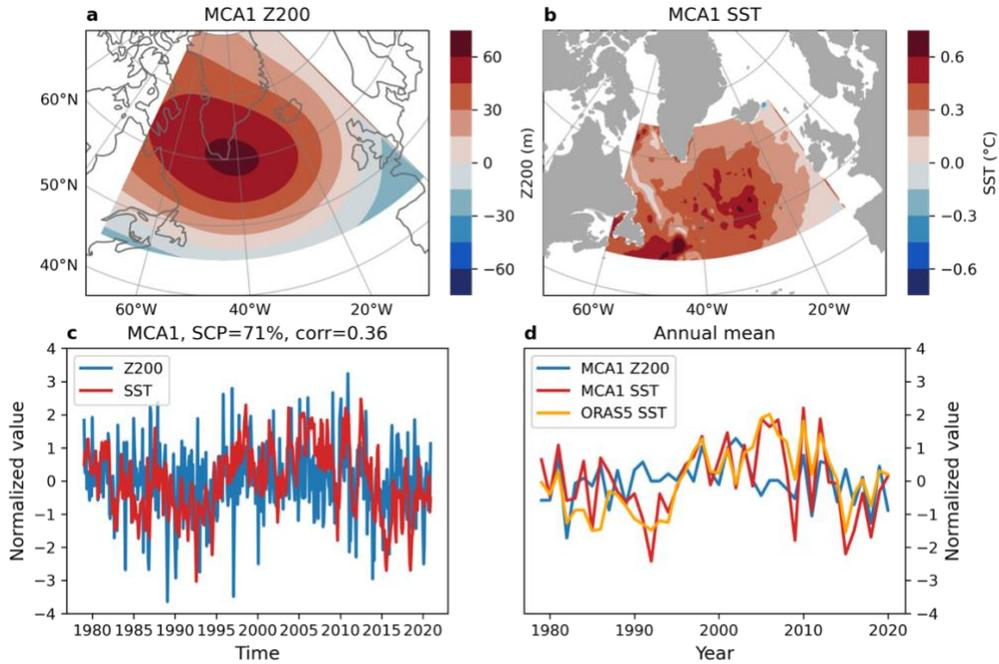 a MCA1 Z200
60°N
50°N
40°N
60°W 40°W 20°W
60
30
0
−30
−60
Z200 (m)
b MCA1 SST
60°W 40°W 20°W
0.6
0.3
0.0
−0.3
−0.6
SST (°C)
c MCA1, SCP=71%, corr=0.36
Z200
SST
4
3
2
1
0
−1
−2
−3
−4
Normalized value
1980 1985 1990 1995 2000 2005 2010 2015 2020
Time
d Annual mean
MCA1 Z200
MCA1 SST
ORAS5 SST
4
3
2
1
0
−1
−2
−3
−4
Normalized value
1980 1990 2000 2010 2020
Year